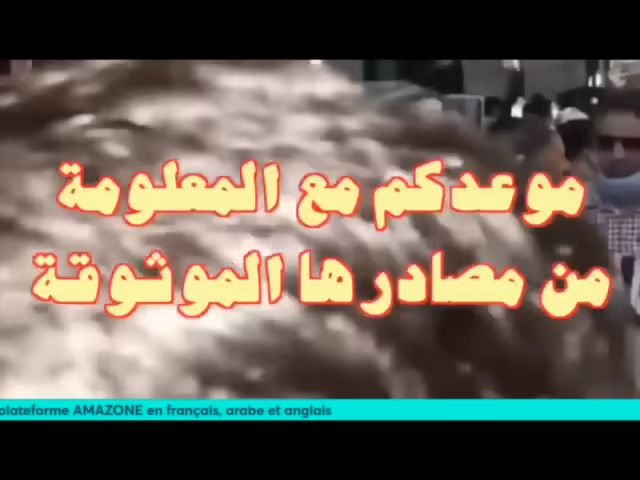 موعدكم مع المعلومة
من مصادرها الموثوقة
plateforme AMAZONE en français, arabe et anglais